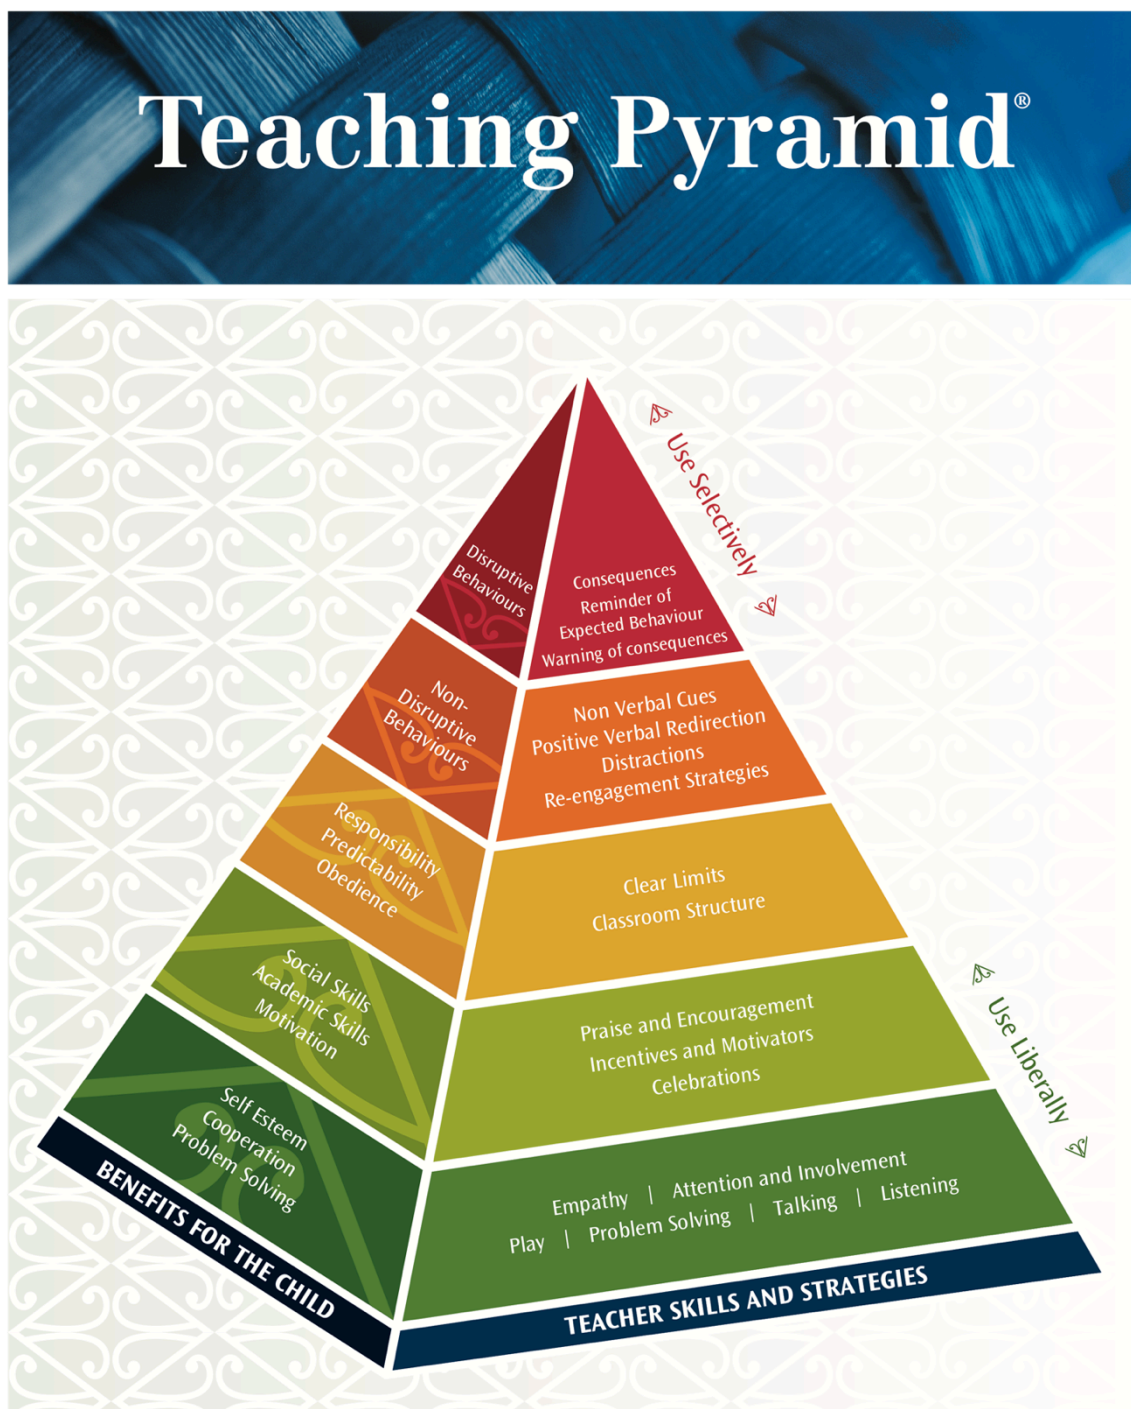 Teaching Pyramid®
Use Selectively
Disruptive
Behaviours
Consequences
Reminder of
Expected Behaviour
Warning of consequences
Non-
Disruptive
Behaviours
Non Verbal Cues
Positive Verbal Redirection
Distractions
Re-engagement Strategies
Responsibility
Predictability
Obedience
Clear Limits
Classroom Structure
Social Skills
Academic Skills
Motivation
Praise and Encouragement
Incentives and Motivators
Celebrations
Use Liberally
Self Esteem
Cooperation
Problem Solving
Empathy | Attention and Involvement
Play | Problem Solving | Talking | Listening
BENEFITS FOR THE CHILD
TEACHER SKILLS AND STRATEGIES